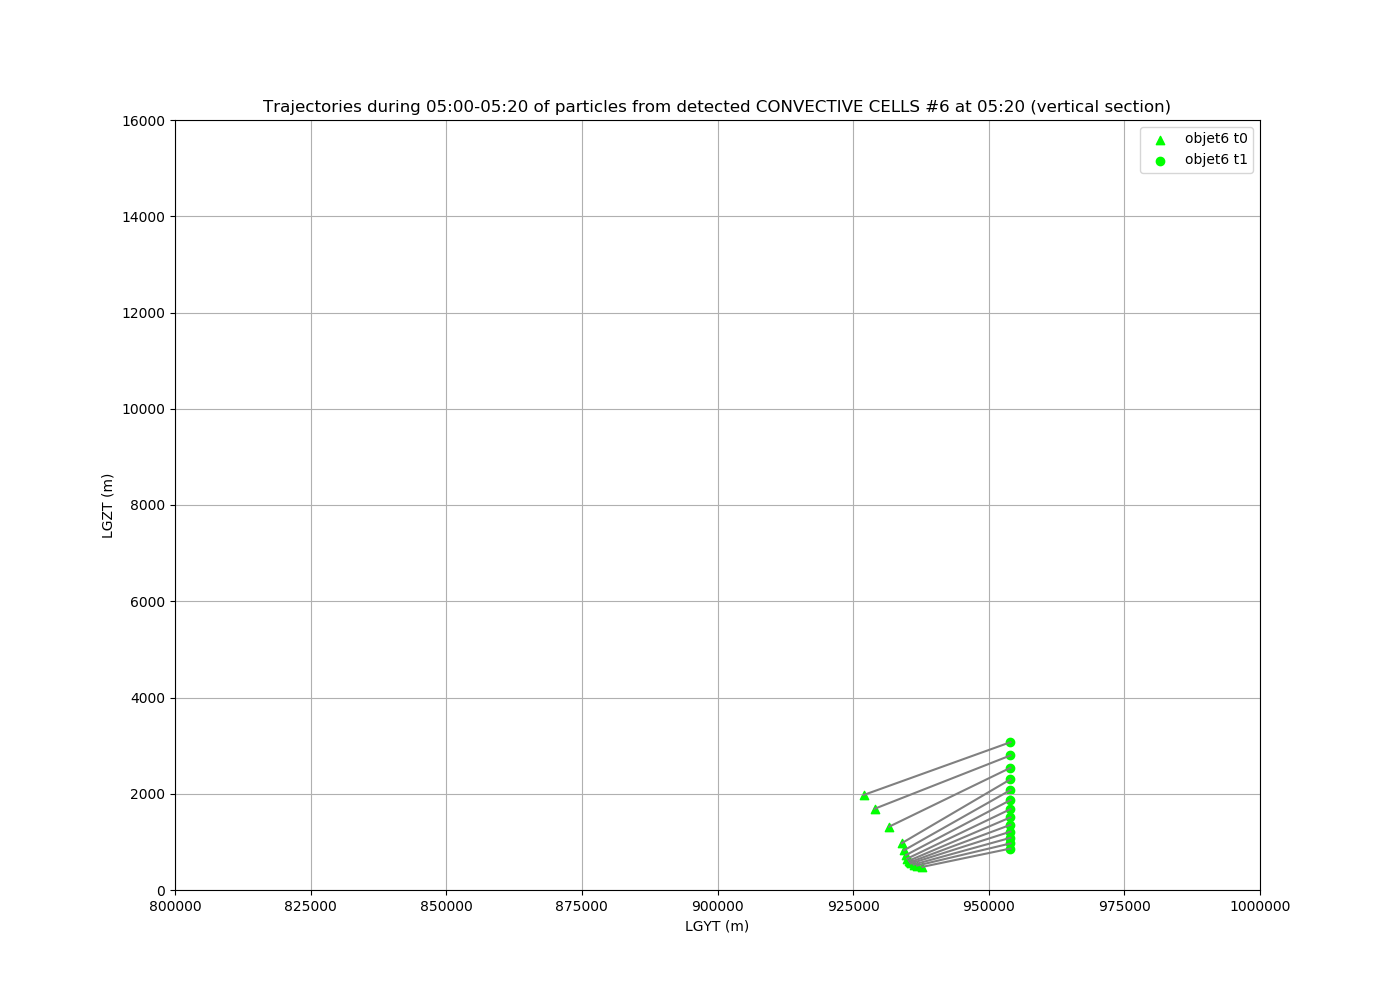 Trajectories during 05:00-05:20 of particles from detected CONVECTIVE CELLS #6 at 05:20 (vertical section)
objet6 t0
objet6 t1
16000
14000
12000
10000
8000
6000
4000
2000
0
LGZT (m)
800000 825000 850000 875000 900000 925000 950000 975000 1000000
LGYT (m)